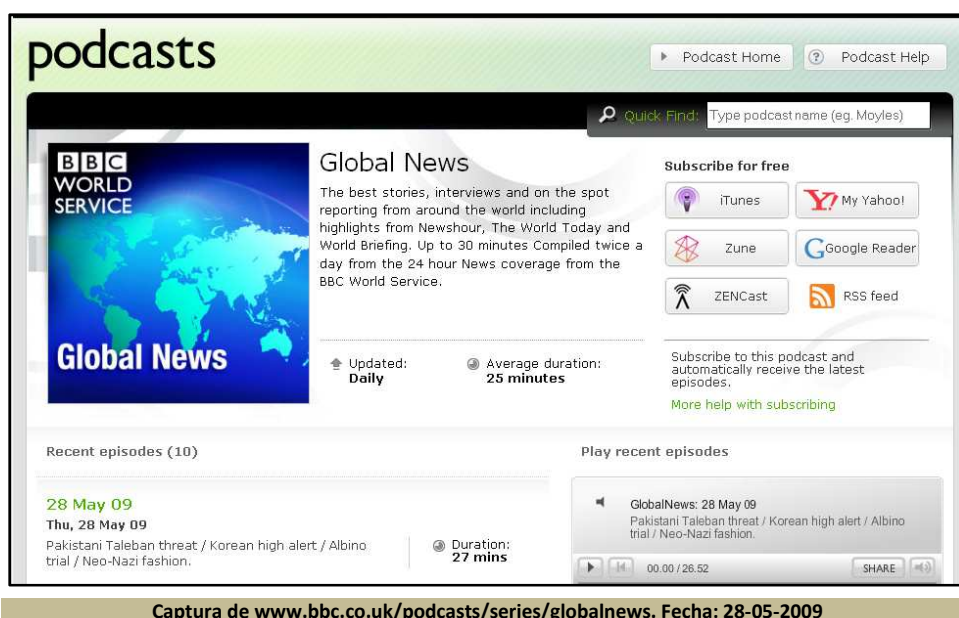 podcasts
Podcast Home
? Podcast Help
Quick Find: Type podcast name (eg. Moyles)
BBC
WORLD
SERVICE
Global News
Global News
The best stories, interviews and on the spot
reporting from around the world including
highlights from Newshour, The World Today and
World Briefing. Up to 30 minutes Compiled twice a
day from the 24 hour News coverage from the
BBC World Service.
Updated:
Daily
Average duration:
25 minutes
Subscribe for free
iTunes
Y! My Yahoo!
Zune
G Google Reader
ZENCast
RSS feed
Subscribe to this podcast and
automatically receive the latest
episodes.
More help with subscribing
Recent episodes (10)
28 May 09
Thu, 28 May 09
Pakistani Taleban threat / Korean high alert / Albino
trial / Neo-Nazi fashion.
Duration:
27 mins
Play recent episodes
GlobalNews: 28 May 09
Pakistani Taleban threat / Korean high alert / Albino
trial / Neo-Nazi fashion.
00.00 / 26.52
SHARE
Captura de www.bbc.co.uk/podcasts/series/globalnews. Fecha: 28-05-2009